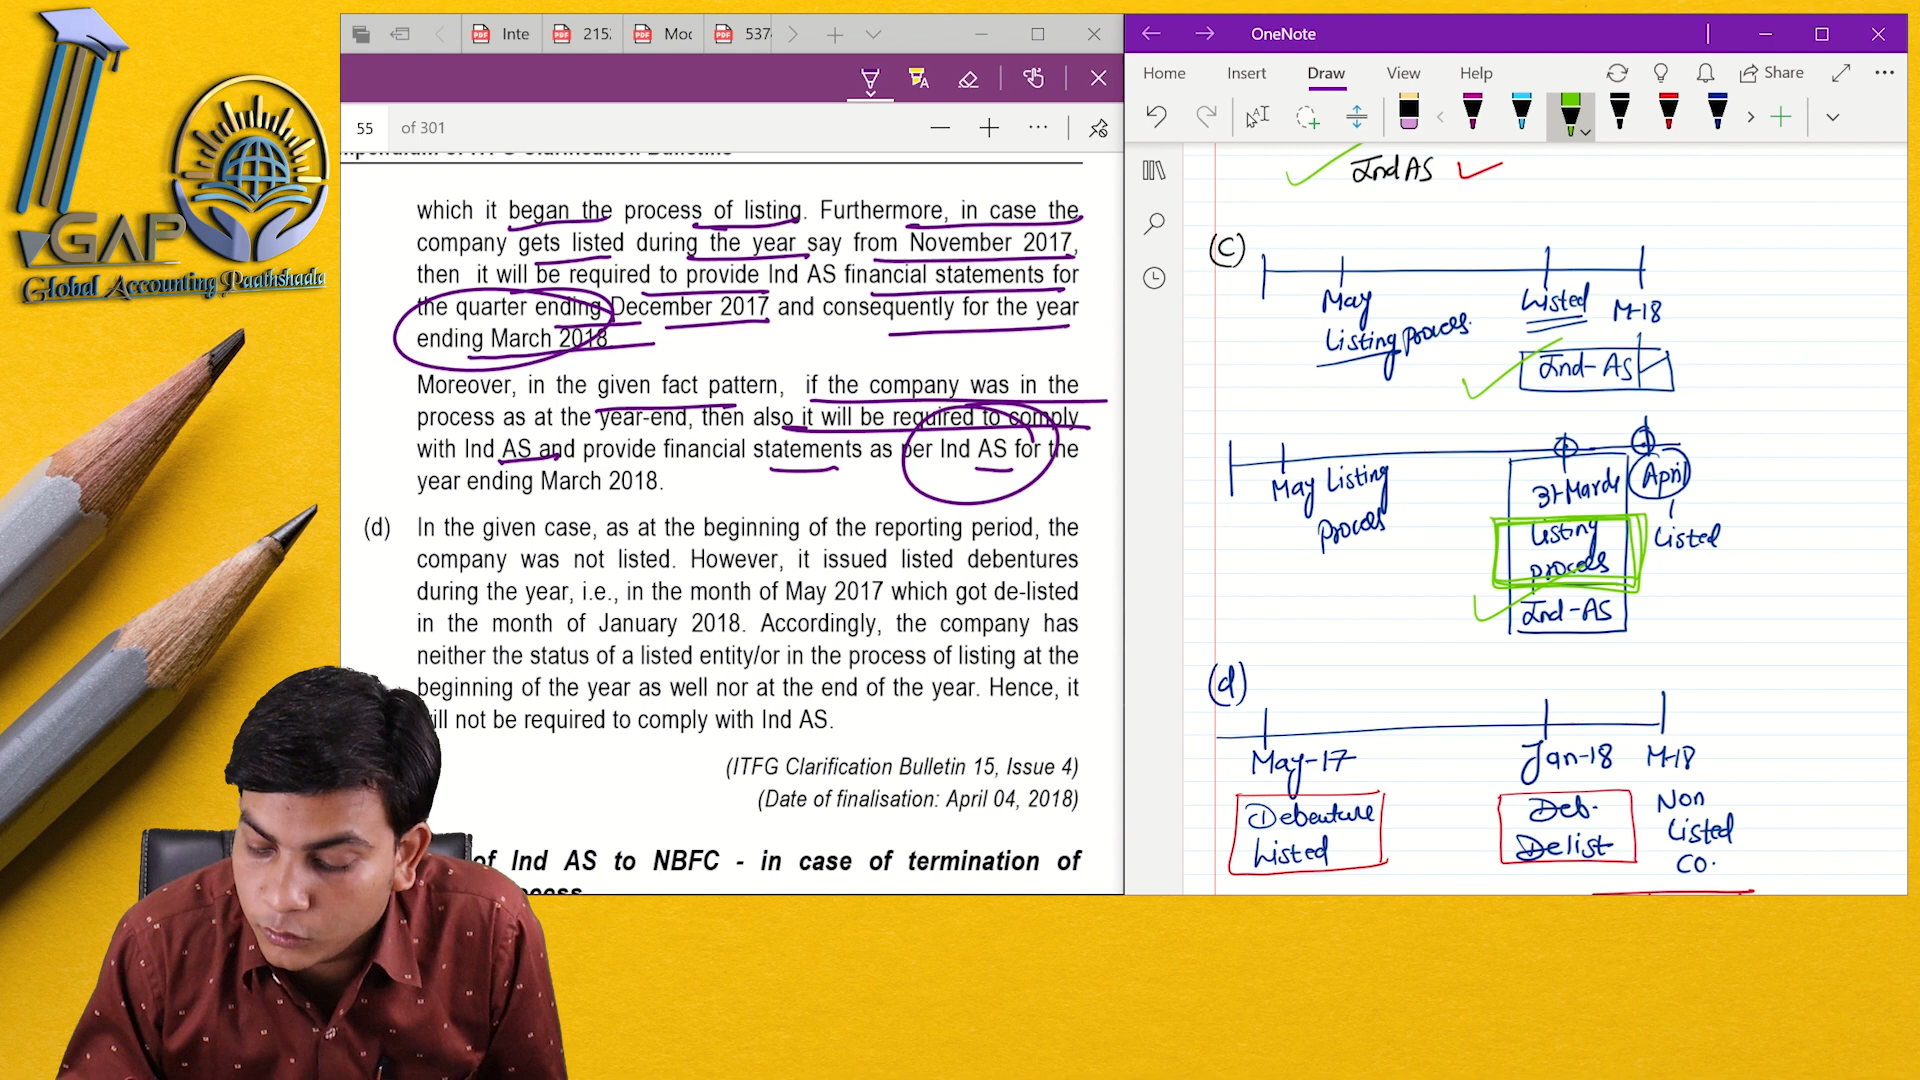 GAP
Global Accounting Paathshaala
Inte
215
Moc
537
55 of 301
which it began the process of listing. Furthermore, in case the
company gets listed during the year say from November 2017,
then it will be required to provide Ind AS financial statements for
the quarter ending December 2017 and consequently for the year
ending March 2018
Moreover, in the given fact pattern, if the company was in the
process as at the year-end, then also it will be required to comply
with Ind AS and provide financial statements as per Ind AS for the
year ending March 2018.
(d) In the given case, as at the beginning of the reporting period, the
company was not listed. However, it issued listed debentures
during the year, i.e., in the month of May 2017 which got de-listed
in the month of January 2018. Accordingly, the company has
neither the status of a listed entity/or in the process of listing at the
beginning of the year as well nor at the end of the year. Hence, it
ill not be required to comply with Ind AS.
(ITFG Clarification Bulletin 15, Issue 4)
(Date of finalisation: April 04, 2018)
of Ind AS to NBFC - in case of termination of
OneNote
Home Insert Draw View Help Share
Ind AS
(c)
May
Listing process.
Listed
M-18
Ind-AS
May Listing
process
31 March
April
Listing
process
Listed
Ind-AS
(d)
May-17
Jan-18
M-18
Debenture
Listed
Deb.
Delist
Non
Listed
Co.